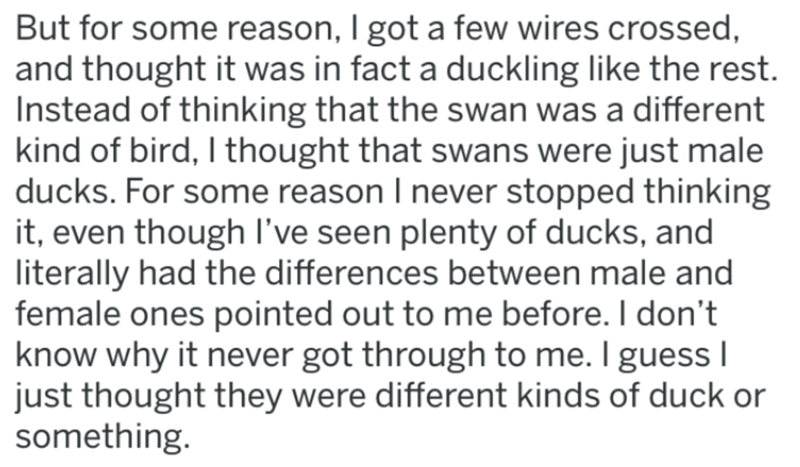 But for some reason, I got a few wires crossed,
and thought it was in fact a duckling like the rest.
Instead of thinking that the swan was a different
kind of bird, I thought that swans were just male
ducks. For some reason I never stopped thinking
it, even though I’ve seen plenty of ducks, and
literally had the differences between male and
female ones pointed out to me before. I don’t
know why it never got through to me. I guess I
just thought they were different kinds of duck or
something.